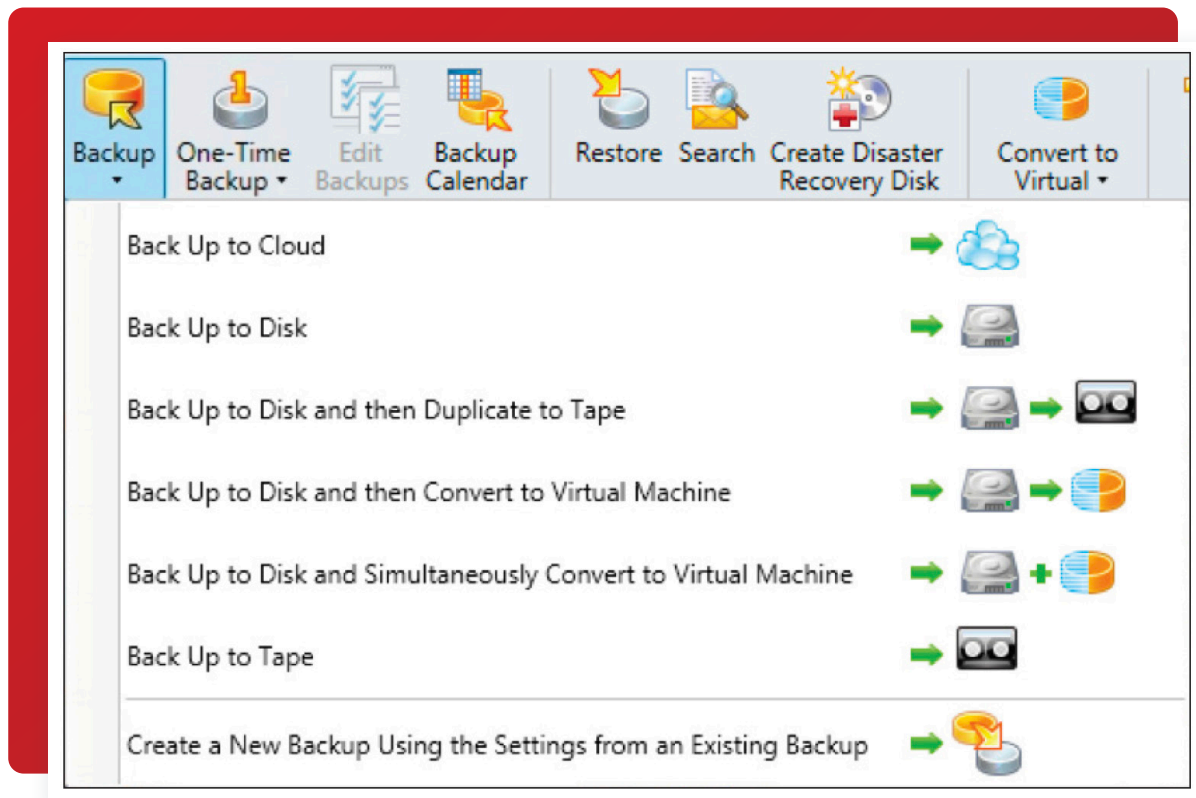 Backup
One-Time
Backup
Edit
Backups
Backup
Calendar
Restore
Search
Create Disaster
Recovery Disk
Convert to
Virtual
Back Up to Cloud
Back Up to Disk
Back Up to Disk and then Duplicate to Tape
Back Up to Disk and then Convert to Virtual Machine
Back Up to Disk and Simultaneously Convert to Virtual Machine
Back Up to Tape
Create a New Backup Using the Settings from an Existing Backup